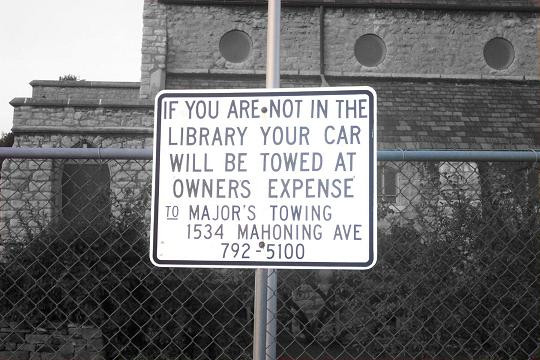 IF YOU ARE NOT IN THE
LIBRARY YOUR CAR
WILL BE TOWED AT
OWNERS EXPENSE
TO MAJOR'S TOWING
1534 MAHONING AVE
792-5100